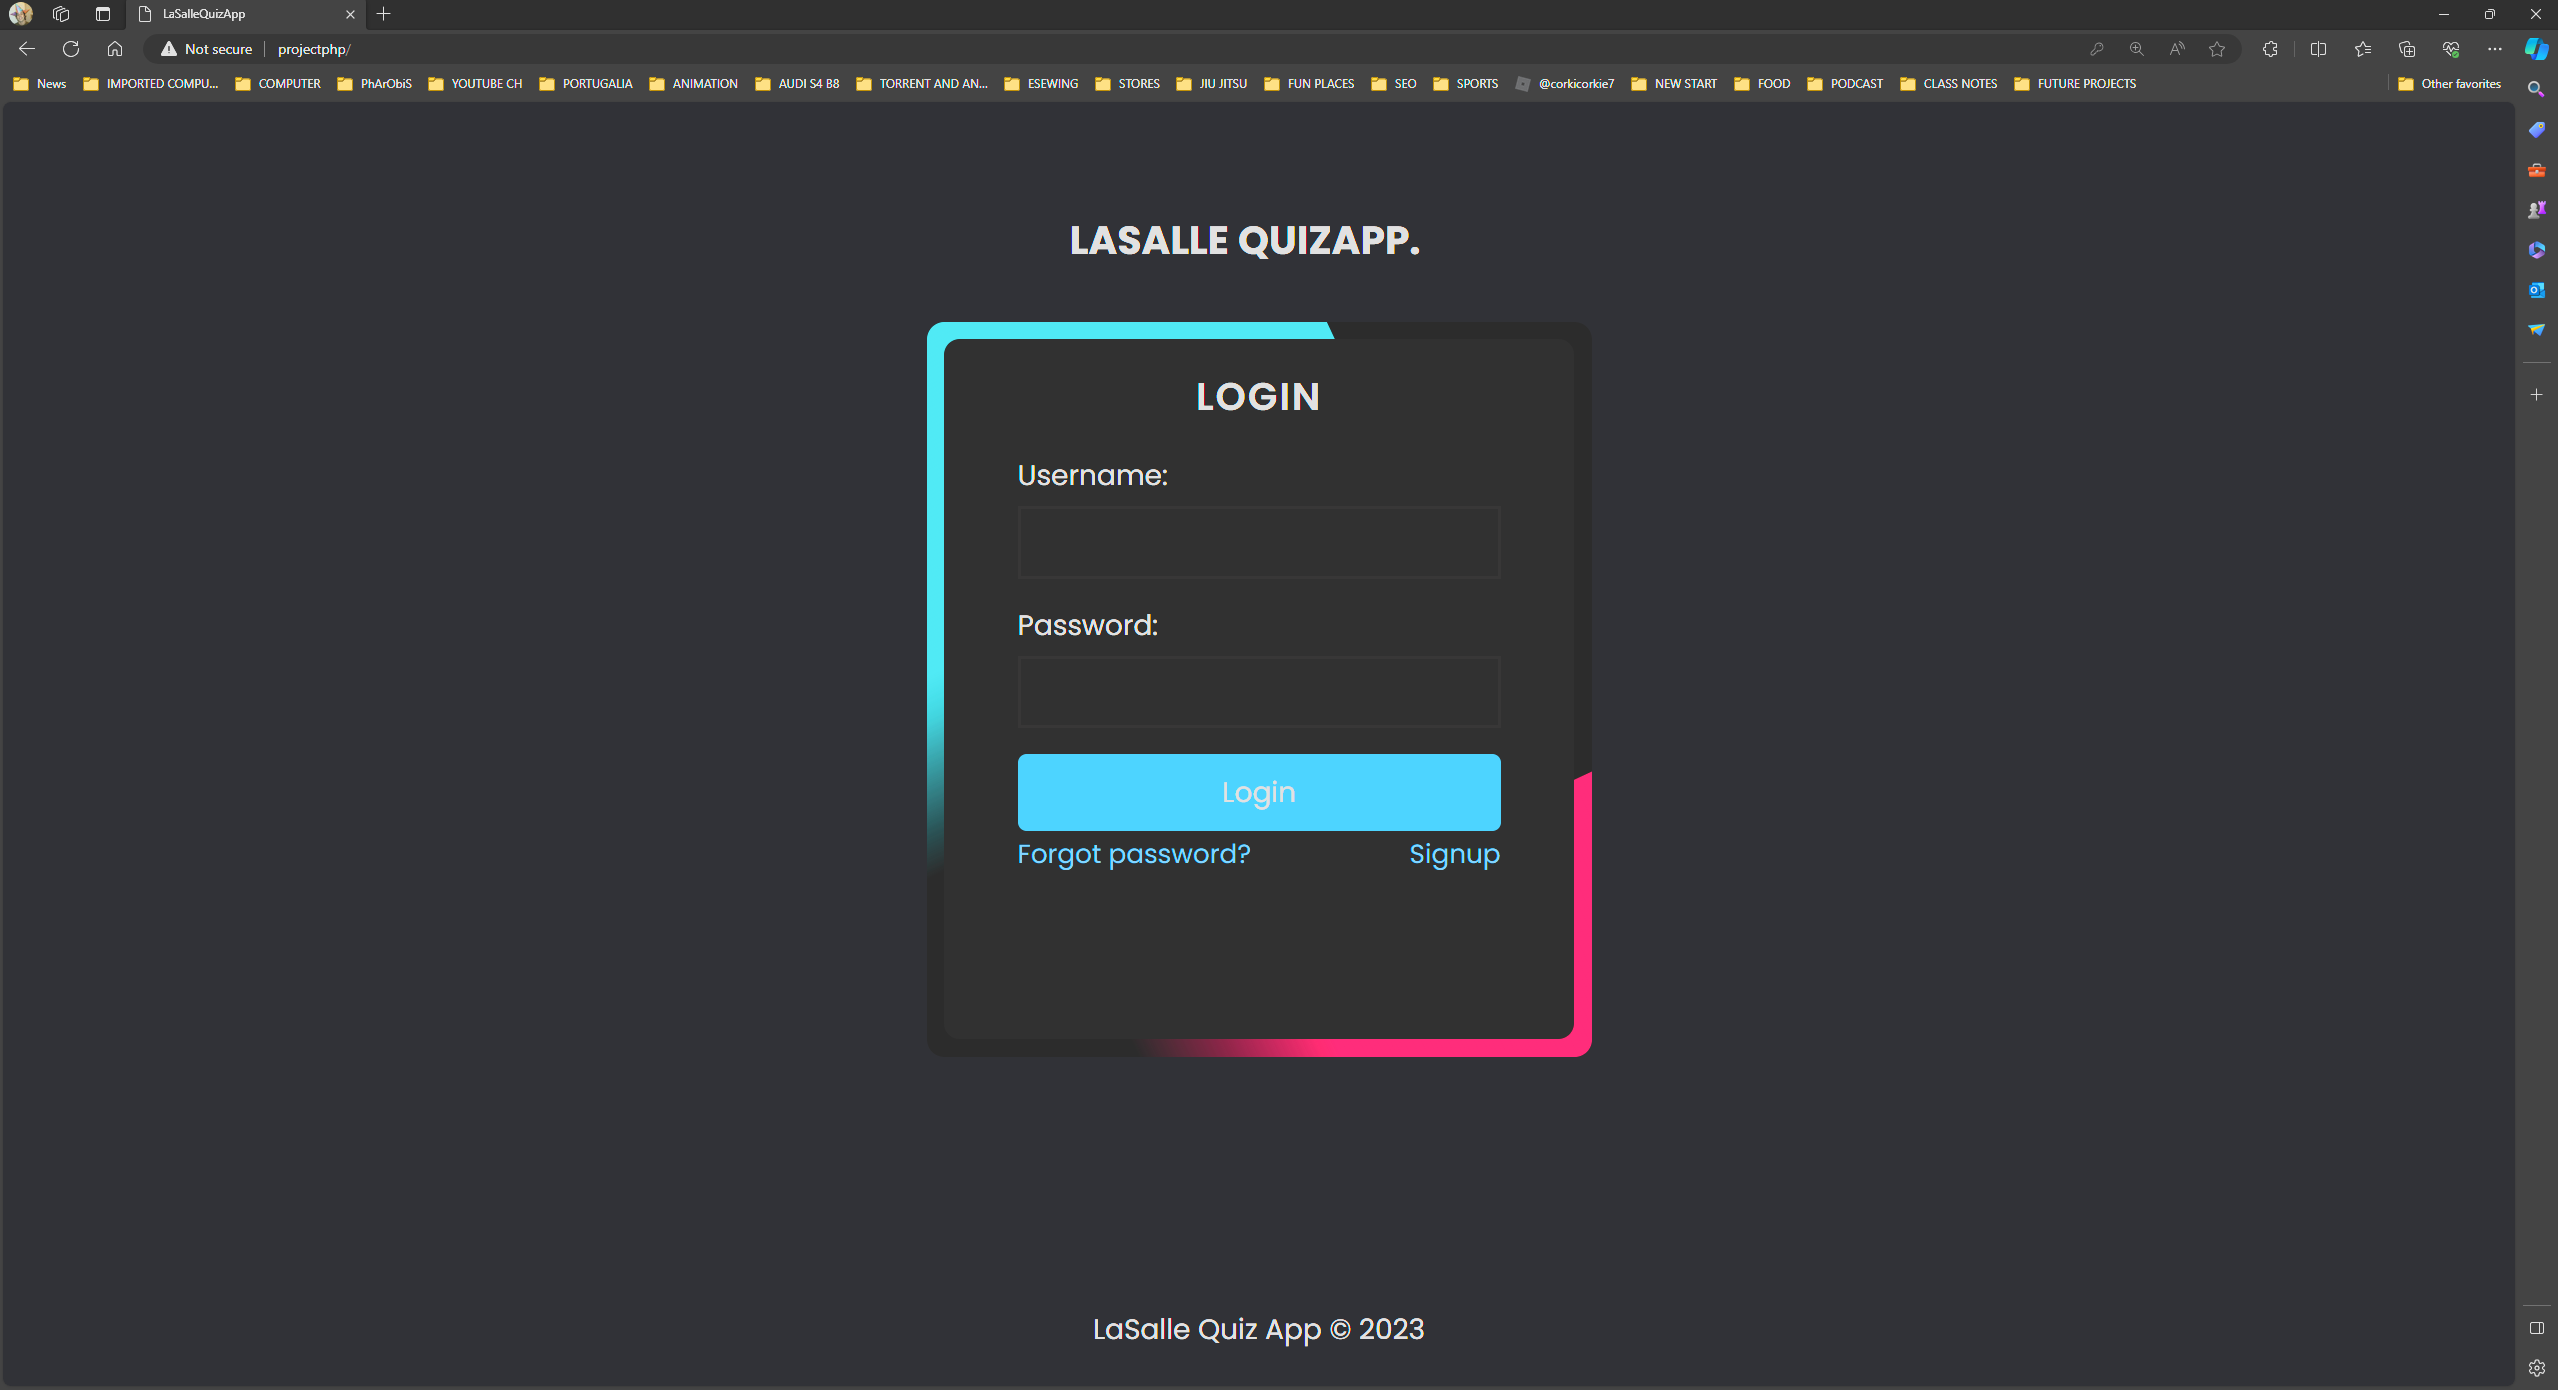 LaSalleQuizApp
Not secure projectphp/
News IMPORTED COMPU... COMPUTER PhArObiS YOUTUBE CH PORTUGALIA ANIMATION AUDI S4 B8 TORRENT AND AN... ESEWING STORES JIU JITSU FUN PLACES SEO SPORTS @corkicorkie7 NEW START FOOD PODCAST CLASS NOTES FUTURE PROJECTS Other favorites
LASALLE QUIZAPP.
LOGIN
Username:
Password:
Login
Forgot password? Signup
LaSalle Quiz App © 2023